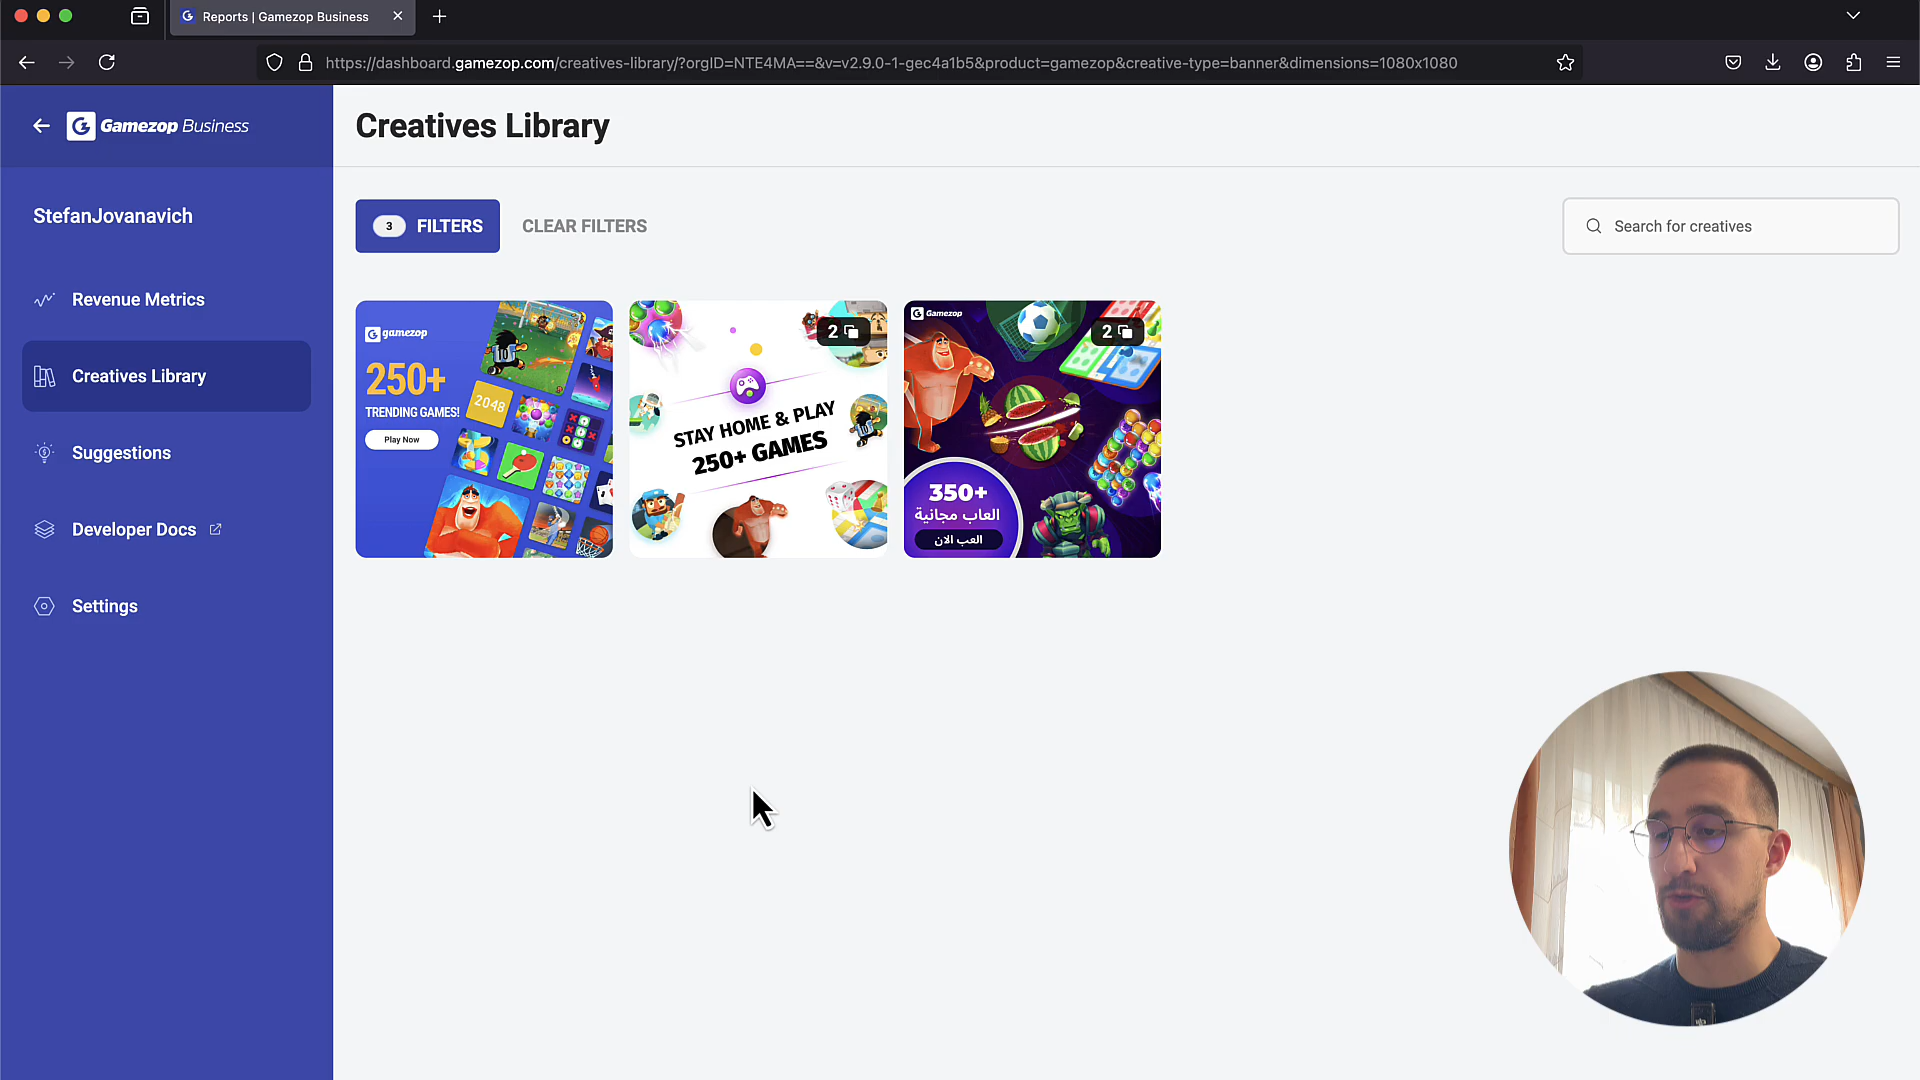 Reports | Gamezop Business
https://dashboard.gamezop.com/creatives-library/?orgID=NTE4MA==&v=v2.9.0-1-gec4a1b5&product=gamezop&creative-type=banner&dimensions=1080x1080
Gamezop Business
Creatives Library
StefanJovanavich
3 FILTERS
CLEAR FILTERS
Search for creatives
Revenue Metrics
Creatives Library
Suggestions
Developer Docs
Settings
gamezop
250+
TRENDING GAMES!
Play Now
2048
10
2
STAY HOME & PLAY
250+ GAMES
Gamezop
2
350+
العاب مجانية
العب الان